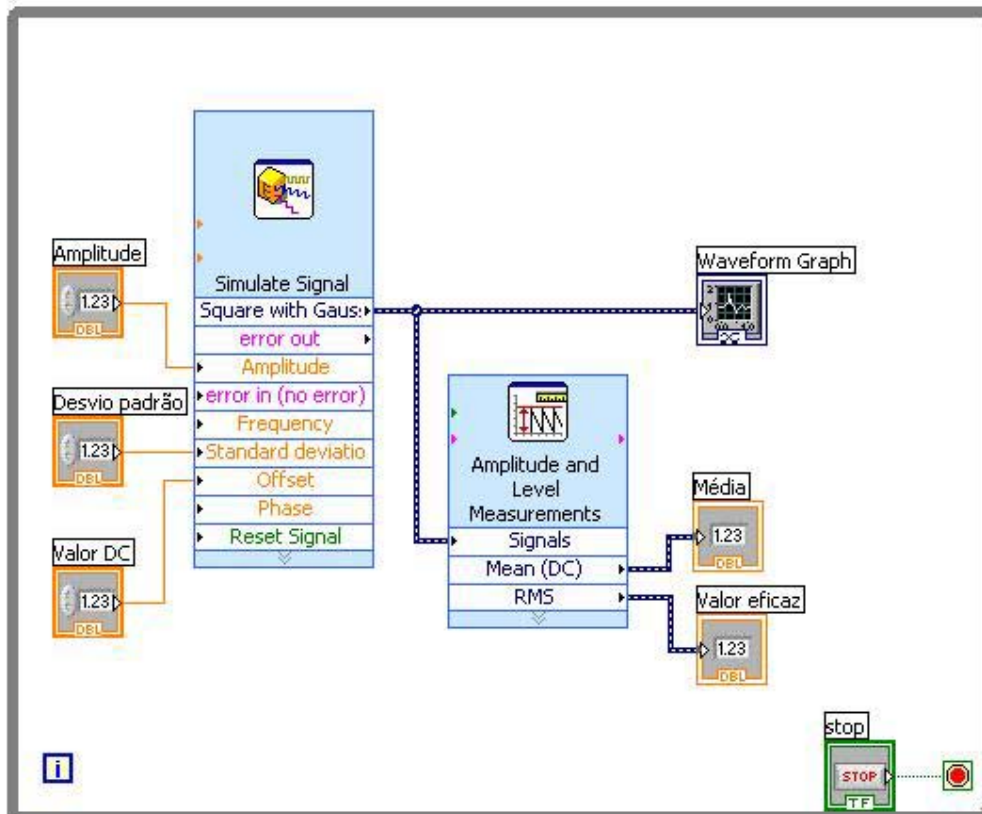 Amplitude
1.23
DBL
Desvio padrão
1.23
DBL
Valor DC
1.23
DBL
Simulate Signal
Square with Gaus:
error out
Amplitude
error in (no error)
Frequency
Standard deviatio
Offset
Phase
Reset Signal
Waveform Graph
Amplitude and
Level
Measurements
Signals
Mean (DC)
RMS
Média
1.23
DBL
Valor eficaz
1.23
DBL
i
stop
STOP
TF